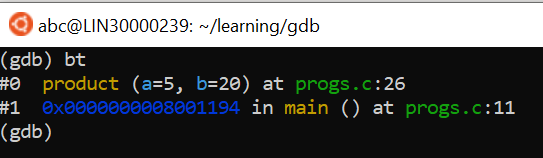 abc@LIN30000239: ~/learning/gdb
(gdb) bt
#0  product (a=5, b=20) at progs.c:26
#1  0x0000000008001194 in main () at progs.c:11
(gdb)